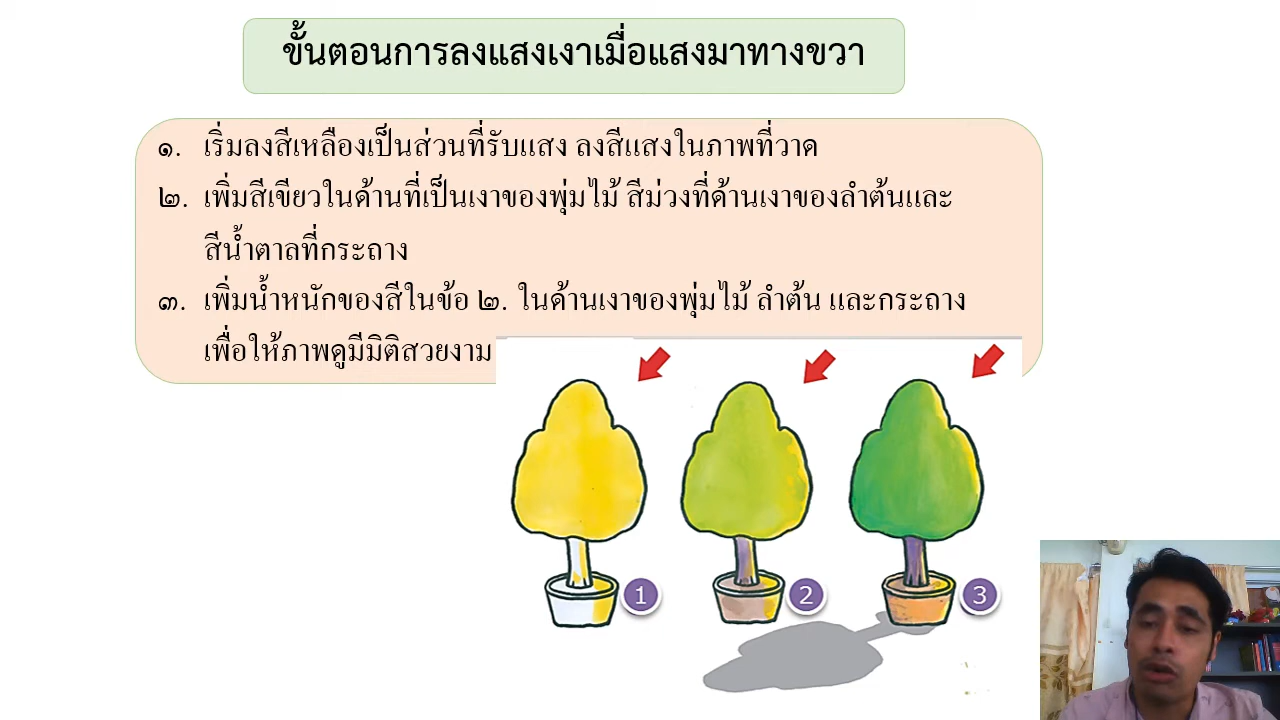 ขั้นตอนการลงแสงเงาเมื่อแสงมาทางขวา
๑. เริ่มลงสีเหลืองเป็นส่วนที่รับแสง ลงสีแสงในภาพที่วาด
๒. เพิ่มสีเขียวในด้านที่เป็นเงาของพุ่มไม้ สีม่วงที่ด้านเงาของลำต้นและ
สีน้ำตาลที่กระถาง
๓. เพิ่มน้ำหนักของสีในข้อ ๒. ในด้านเงาของพุ่มไม้ ลำต้น และกระถาง
เพื่อให้ภาพดูมีมิติสวยงาม
1 2 3